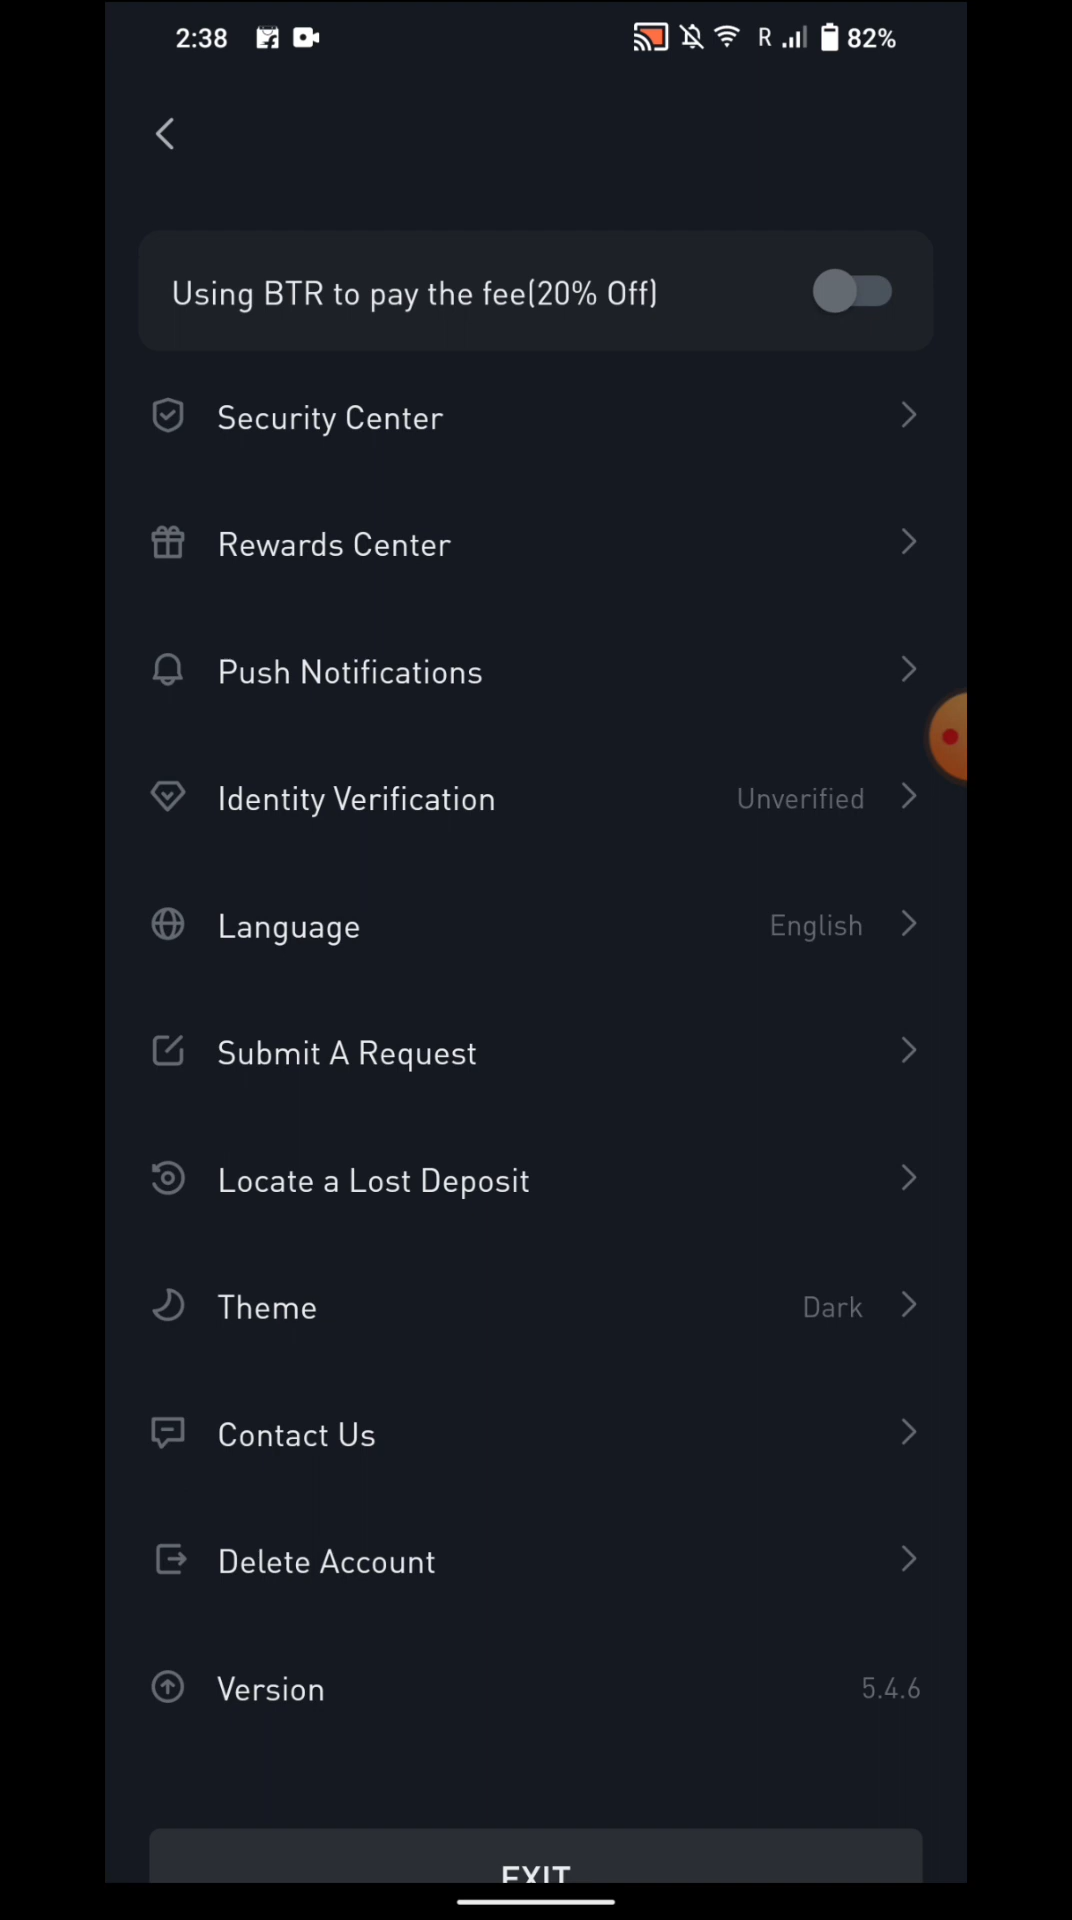 2:38 R 82%
Using BTR to pay the fee(20% Off)
Security Center
Rewards Center
Push Notifications
Identity Verification Unverified
Language English
Submit A Request
Locate a Lost Deposit
Theme Dark
Contact Us
Delete Account
Version 5.4.6
EXIT